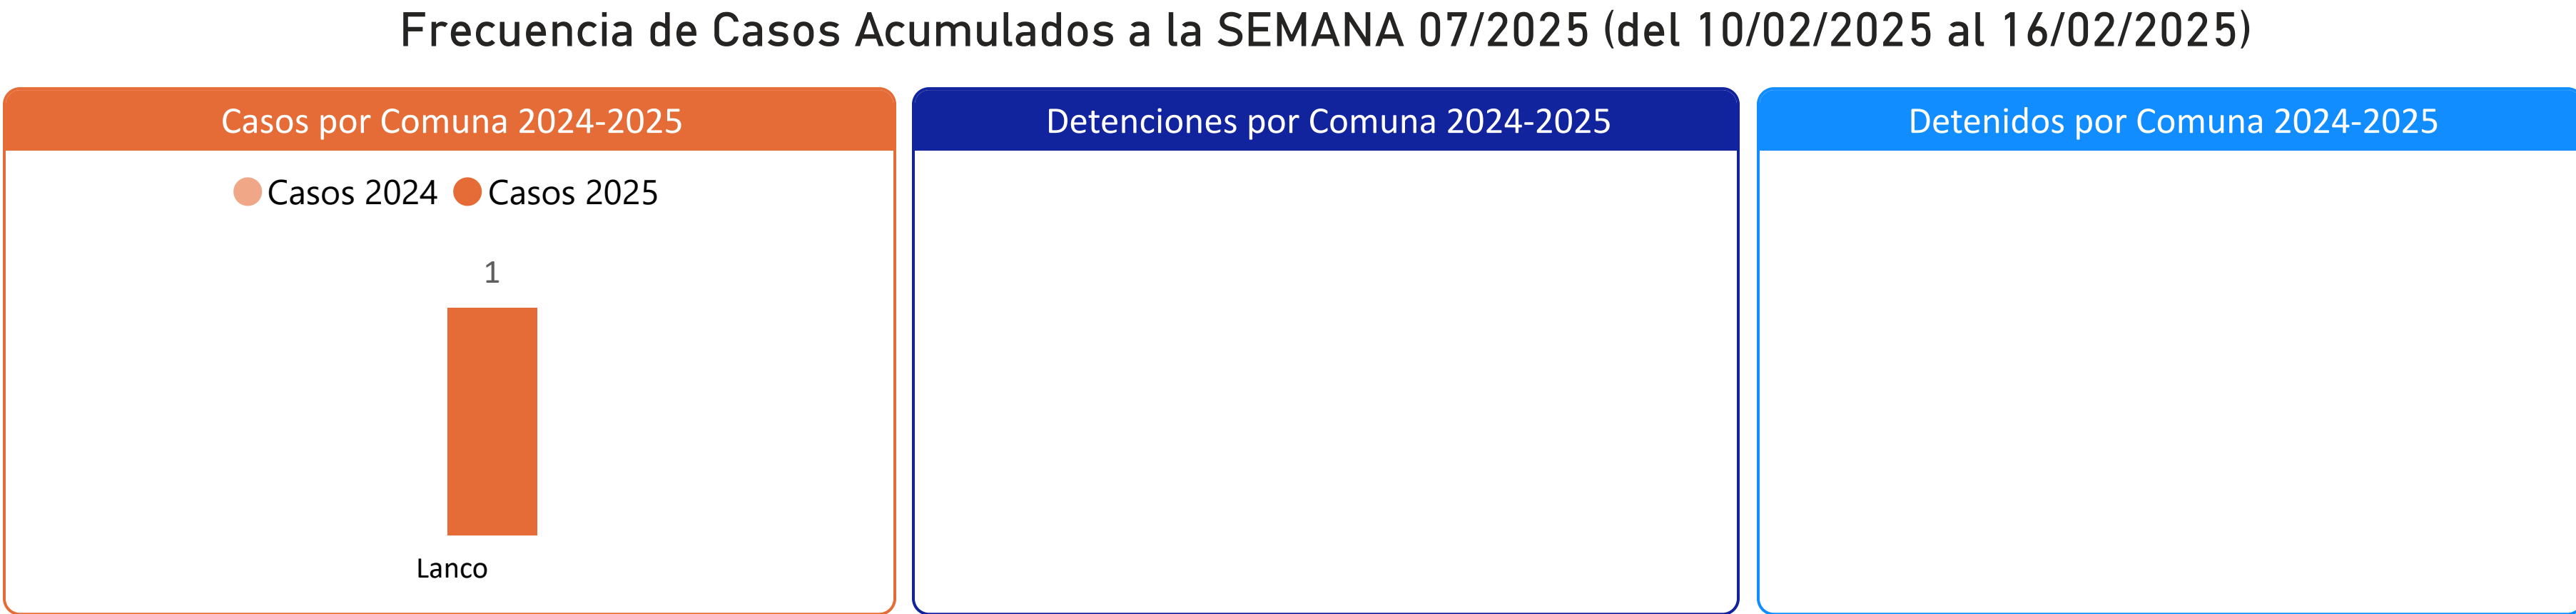 Frecuencia de Casos Acumulados a la SEMANA 07/2025 (del 10/02/2025 al 16/02/2025)
Casos por Comuna 2024-2025
Casos 2024 Casos 2025
1
Lanco
Detenciones por Comuna 2024-2025
Detenidos por Comuna 2024-2025